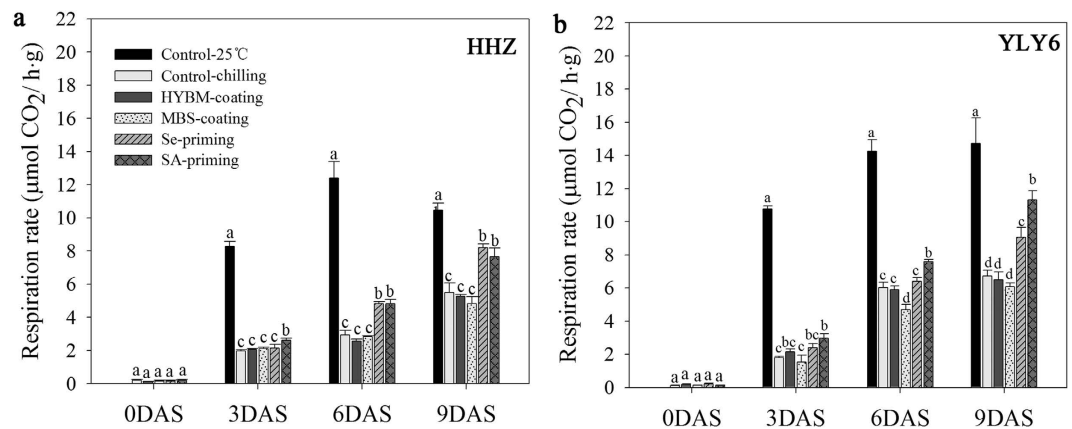 a
HHZ
Respiration rate (μmol CO2/ h·g)
22
20
18
16
14
12
10
8
6
4
2
0
Control-25℃
Control-chilling
HYBM-coating
MBS-coating
Se-priming
SA-priming
a a a a a
a c c c c b
a c c c b b
a c c c b b
0DAS 3DAS 6DAS 9DAS
b
YLY6
Respiration rate (μmol CO2/ h·g)
22
20
18
16
14
12
10
8
6
4
2
0
a a a a a
a c bc c bc b
a c c d c b
a d d d c b
0DAS 3DAS 6DAS 9DAS